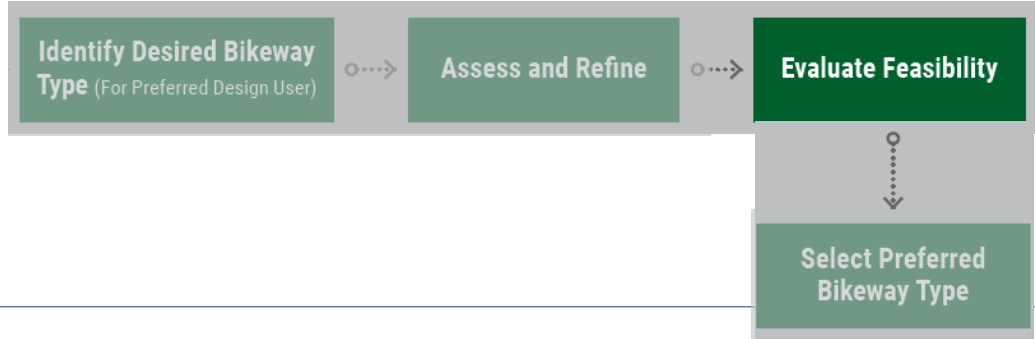 Identify Desired Bikeway
Type (For Preferred Design User)
Assess and Refine
Evaluate Feasibility
Select Preferred
Bikeway Type